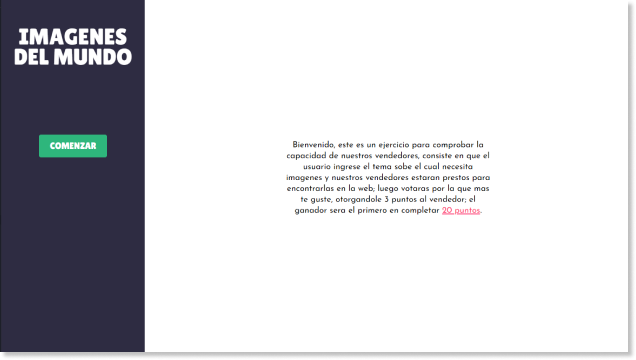 IMAGENES
DEL MUNDO
COMENZAR
Bienvenido, este es un ejercicio para comprobar la
capacidad de nuestros vendedores, consiste en que el
usuario ingrese el tema sobe el cual necesita
imagenes y nuestros vendedores estaran prestos para
encontrarlas en la web; luego votaras por la que mas
te guste, otorgandole 3 puntos al vendedor; el
ganador sera el primero en completar 20 puntos.